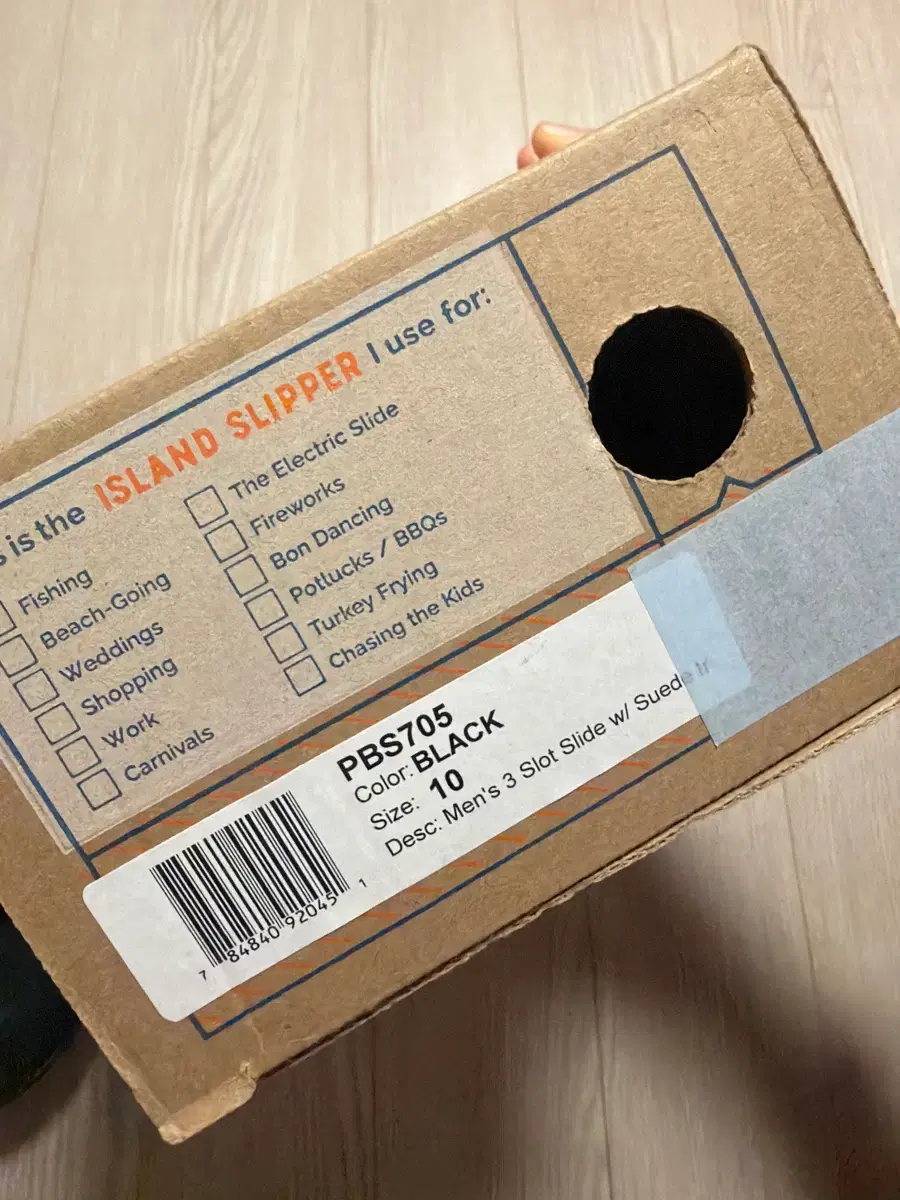 is the ISLAND SLIPPER I use for:
Fishing
Beach-Going
Weddings
Shopping
Work
Carnivals
The Electric Slide
Fireworks
Bon Dancing
Potlucks / BBQs
Turkey Frying
Chasing the Kids
PBS705
Color: BLACK
Size: 10
Desc: Men's 3 Slot Slide w/ Suede
7 84840 92045 1